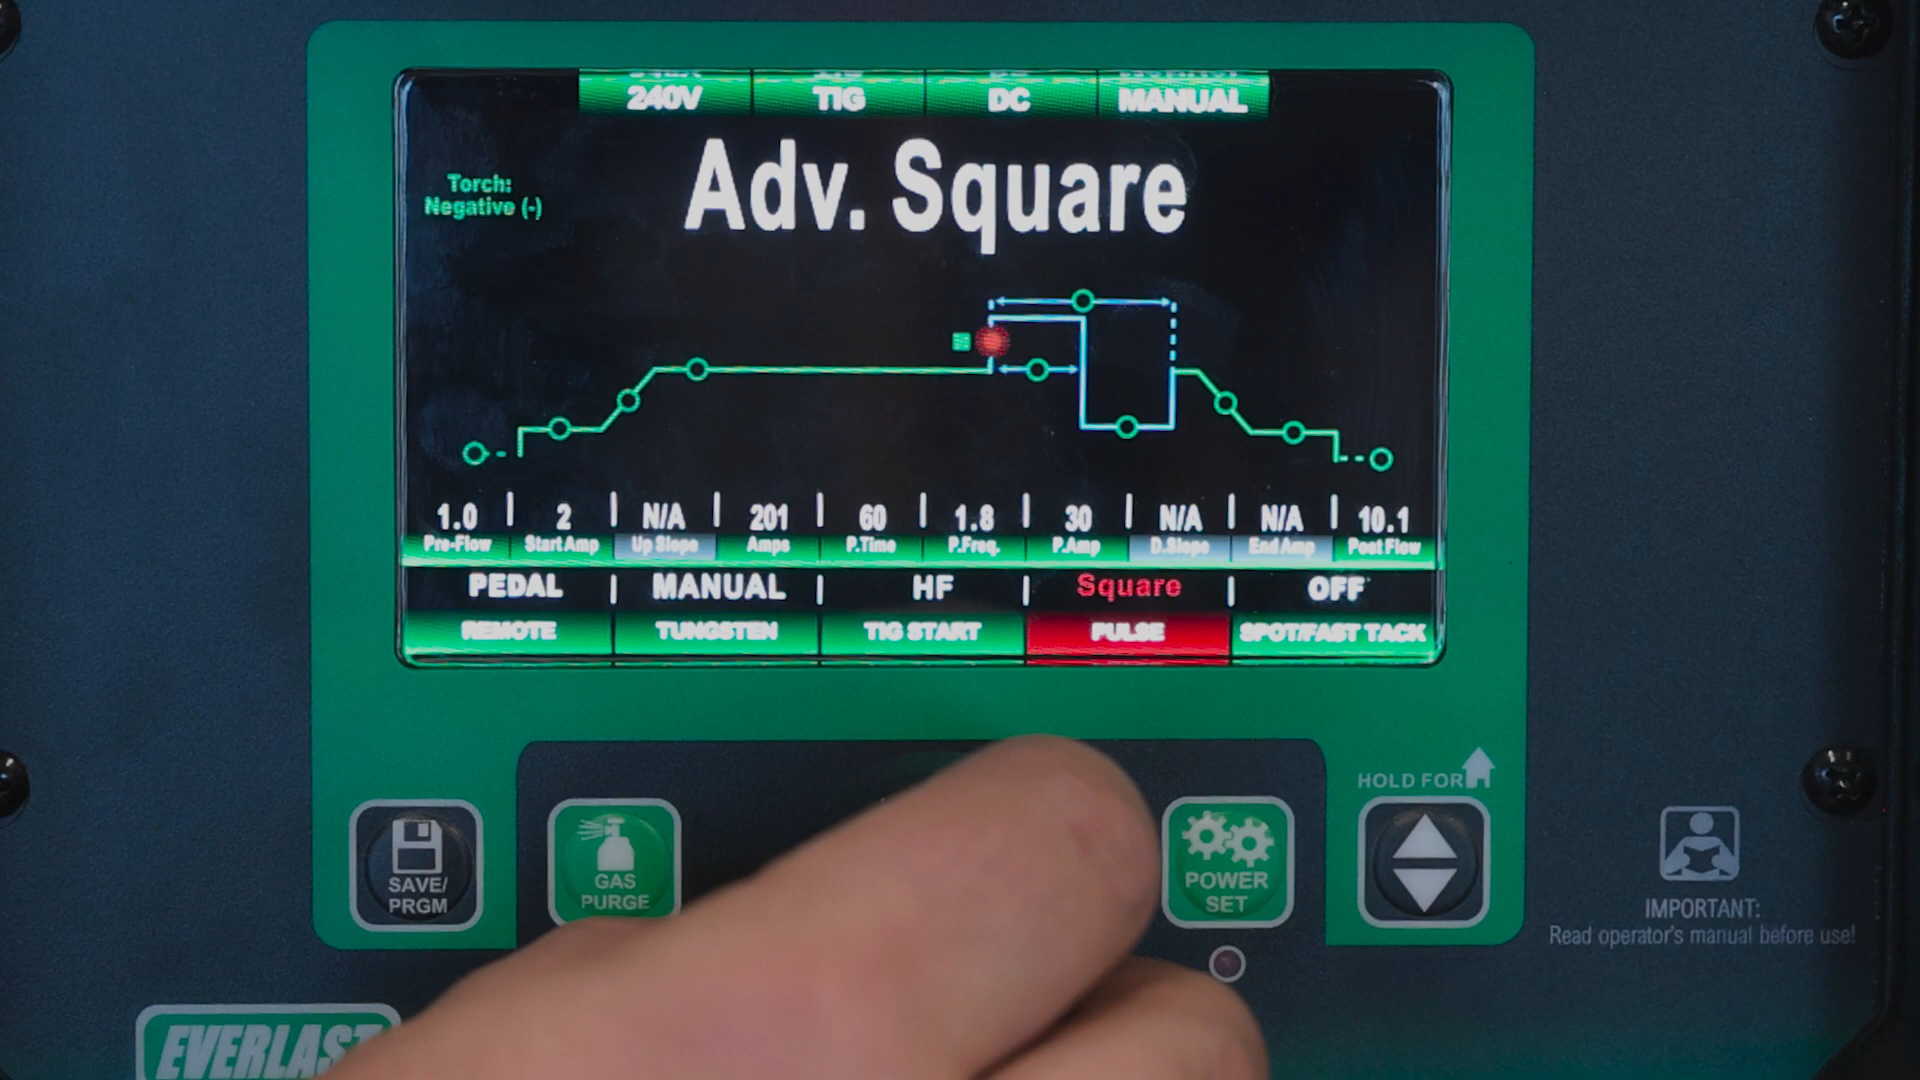 240V TIG DC MANUAL
Adv. Square
Torch:
Negative (-)
1.0 2 N/A 201 60 1.8 30 N/A N/A 10.1
Pre-Flow Start Amp Up Slope Amps P.Time P.Freq. P.Amp D.Slope End Amp Post Flow
PEDAL MANUAL HF Square OFF
REMOTE TUNGSTEN TIG START PULSE SPOT/FAST TACK
HOLD FOR
SAVE/
PRGM
GAS
PURGE
POWER
SET
IMPORTANT:
Read operator's manual before use!
EVERLAST